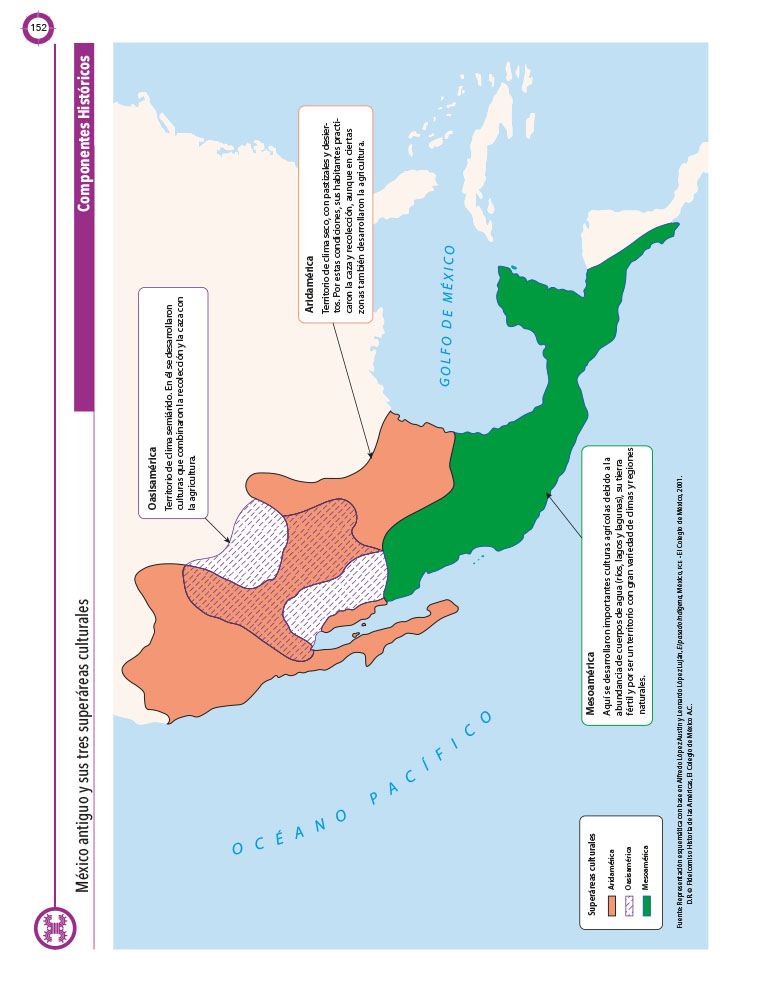 152
Componentes Históricos
México antiguo y sus tres superáreas culturales
Oasisamérica
Territorio de clima semiárido. En él se desarrollaron
culturas que combinaron la recolección y la caza con
la agricultura.
Aridamérica
Territorio de clima seco, con pastizales y desier-
tos. Por estas condiciones, sus habitantes practi-
caron la caza y recolección, aunque en ciertas
zonas también desarrollaron la agricultura.
GOLFO DE MÉXICO
OCÉANO PACÍFICO
Mesoamérica
Aquí se desarrollaron importantes culturas agrícolas debido a la
abundancia de cuerpos de agua (ríos, lagos y lagunas), su tierra
fértil y por ser un territorio con gran variedad de climas y regiones
naturales.
Superáreas culturales
Aridamérica
Oasisamérica
Mesoamérica
Fuente: Representación esquemática con base en Alfredo López Austin y Leonardo López Luján, El pasado indígena, México, FCE - El Colegio de México, 2001.
D.R. © Fideicomiso Historia de las Américas, El Colegio de México A.C.